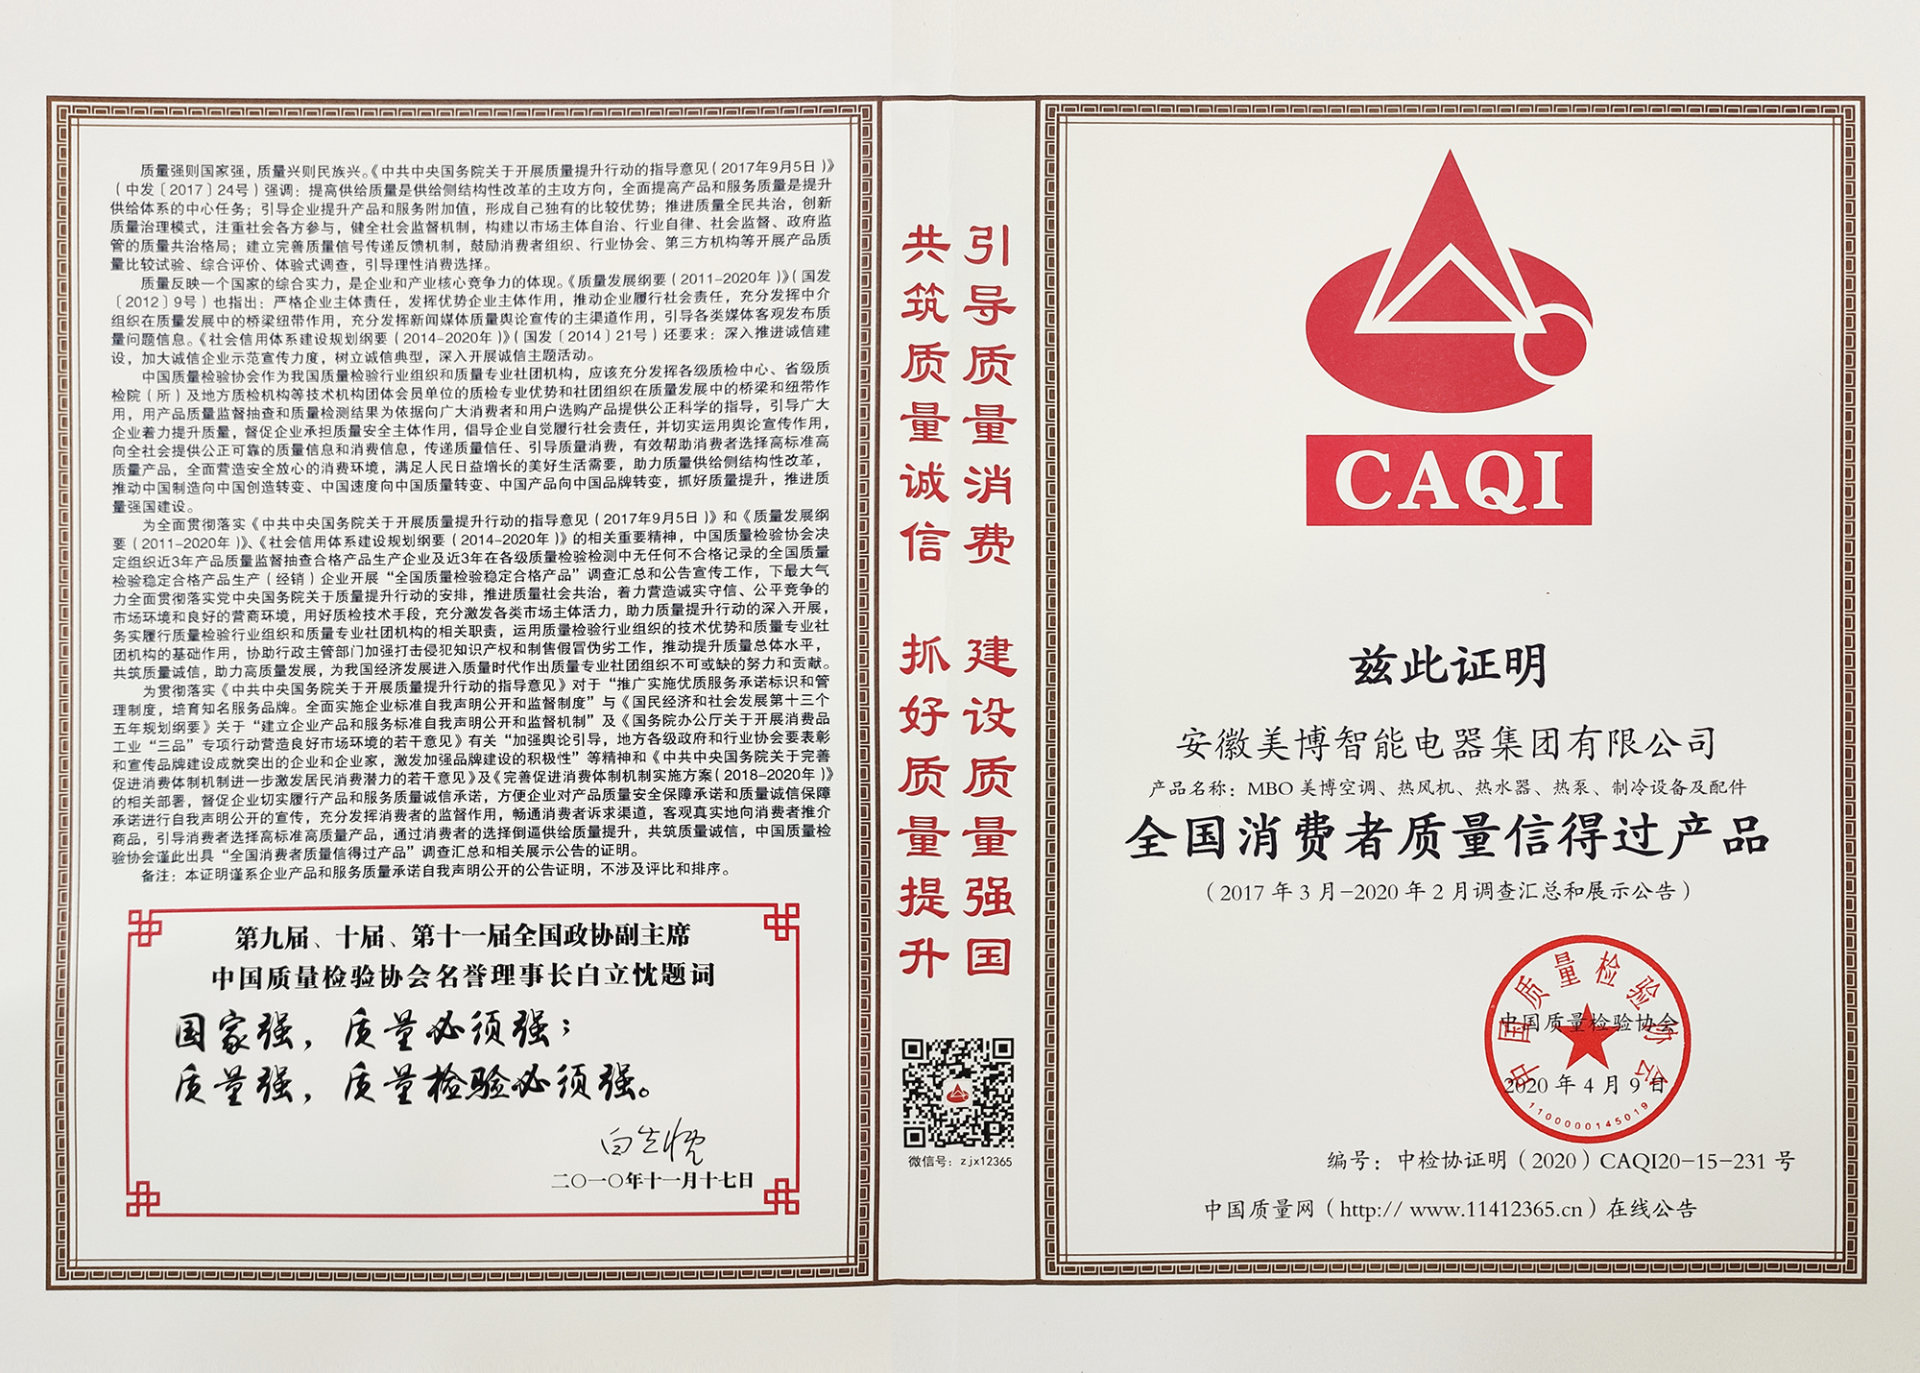 质量强则国家强，质量兴则民族兴。《中共中央国务院关于开展质量提升行动的指导意见（2017年9月5日）》
（中发〔2017〕24号）强调：提高供给质量是供给侧结构性改革的主攻方向，全面提高产品和服务质量是提升
供给体系的中心任务；引导企业提升产品和服务附加值，形成自己独有的比较优势；推进质量全民共治，创新
质量治理模式，注重社会各方参与，健全社会监督机制，构建以市场主体自治、行业自律、社会监督、政府监
管的质量共治格局；建立完善质量信号传递反馈机制，鼓励消费者组织、行业协会、第三方机构等开展产品质
量比较试验、综合评价、体验式调查，引导理性消费选择。
质量反映一个国家的综合实力，是企业和产业核心竞争力的体现。《质量发展纲要（2011-2020年）》（国发
〔2012〕9号）也指出：严格企业主体责任，发挥优势企业主体作用，推动企业履行社会责任，充分发挥中介
组织在质量发展中的桥梁纽带作用，充分发挥新闻媒体质量舆论宣传的主渠道作用，引导各类媒体客观发布质
量问题信息。《社会信用体系建设规划纲要（2014-2020年）》（国发〔2014〕21号）还要求：深入推进诚信建
设，加大诚信企业示范宣传力度，树立诚信典型，深入开展诚信主题活动。
中国质量检验协会作为我国质量检验行业组织和质量专业社团机构，应该充分发挥各级质检中心、省级质
检院（所）及地方质检机构等技术机构团体会员单位的质检专业优势和社团组织在质量发展中的桥梁和纽带作
用，用产品质量监督抽查和质量检测结果为依据向广大消费者和用户选购产品提供公正科学的指导，引导广大
企业着力提升质量，督促企业承担质量安全主体作用，倡导企业自觉履行社会责任，并切实运用舆论宣传作用，
向全社会提供公正可靠的质量信息和消费信息，传递质量信任、引导质量消费，有效帮助消费者选择高标准高
质量产品，全面营造安全放心的消费环境，满足人民日益增长的美好生活需要，助力质量供给侧结构性改革，
推动中国制造向中国创造转变、中国速度向中国质量转变、中国产品向中国品牌转变，抓好质量提升，推进质
量强国建设。
为全面贯彻落实《中共中央国务院关于开展质量提升行动的指导意见（2017年9月5日）》和《质量发展纲
要（2011-2020年）》、《社会信用体系建设规划纲要（2014-2020年）》的相关重要精神，中国质量检验协会决
定组织近3年产品质量监督抽查合格产品生产企业及近3年在各级质量检验检测中无任何不合格记录的全国质量
检验稳定合格产品生产（经销）企业开展“全国质量检验稳定合格产品”调查汇总和公告宣传工作，下最大气
力全面贯彻落实党中央国务院关于质量提升行动的安排，推进质量社会共治，着力营造诚实守信、公平竞争的
市场环境和良好的营商环境，用好质检技术手段，充分激发各类市场主体活力，助力质量提升行动的深入开展，
务实履行质量检验行业组织和质量专业社团机构的相关职责，运用质量检验行业组织的技术优势和质量专业社
团机构的基础作用，协助行政主管部门加强打击侵犯知识产权和制售假冒伪劣工作，推动提升质量总体水平，
共筑质量诚信，助力高质量发展，为我国经济发展进入质量时代作出质量专业社团组织不可或缺的努力和贡献。
为贯彻落实《中共中央国务院关于开展质量提升行动的指导意见》对于“推广实施优质服务承诺标识和管
理制度，培育知名服务品牌。全面实施企业标准自我声明公开和监督制度”与《国民经济和社会发展第十三个
五年规划纲要》关于“建立企业产品和服务标准自我声明公开和监督机制”及《国务院办公厅关于开展消费品
工业“三品”专项行动营造良好市场环境的若干意见》有关“加强舆论引导，地方各级政府和行业协会要表彰
和宣传品牌建设成就突出的企业和企业家，激发加强品牌建设的积极性”等精神和《中共中央国务院关于完善
促进消费体制机制进一步激发居民消费潜力的若干意见》及《完善促进消费体制机制实施方案（2018-2020年）》
的相关部署，督促企业切实履行产品和服务质量诚信承诺，方便企业对产品质量安全保障承诺和质量诚信保障
承诺进行自我声明公开的宣传，充分发挥消费者的监督作用，畅通消费者诉求渠道，客观真实地向消费者推介
商品，引导消费者选择高标准高质量产品，通过消费者的选择倒逼供给质量提升，共筑质量诚信，中国质量检
验协会谨此出具“全国消费者质量信得过产品”调查汇总和相关展示公告的证明。
备注：本证明谨系企业产品和服务质量承诺自我声明公开的公告证明，不涉及评比和排序。
第九届、十届、第十一届全国政协副主席
中国质量检验协会名誉理事长白立忱题词
国家强，质量必须强；
质量强，质量检验必须强。
白立忱
二〇一〇年十一月十七日
引导质量消费 建设质量强国
共筑质量诚信 抓好质量提升
微信号：zjx12365
CAQI
兹此证明
安徽美博智能电器集团有限公司
产品名称：MBO 美博空调、热风机、热水器、热泵、制冷设备及配件
全国消费者质量信得过产品
（2017 年 3 月-2020 年 2 月调查汇总和展示公告）
中国质量检验协会
中国质量检验协会
2020 年 4 月 9 日
1100000145019
编号：中检协证明（2020）CAQI20-15-231 号
中国质量网（http:// www.11412365.cn）在线公告